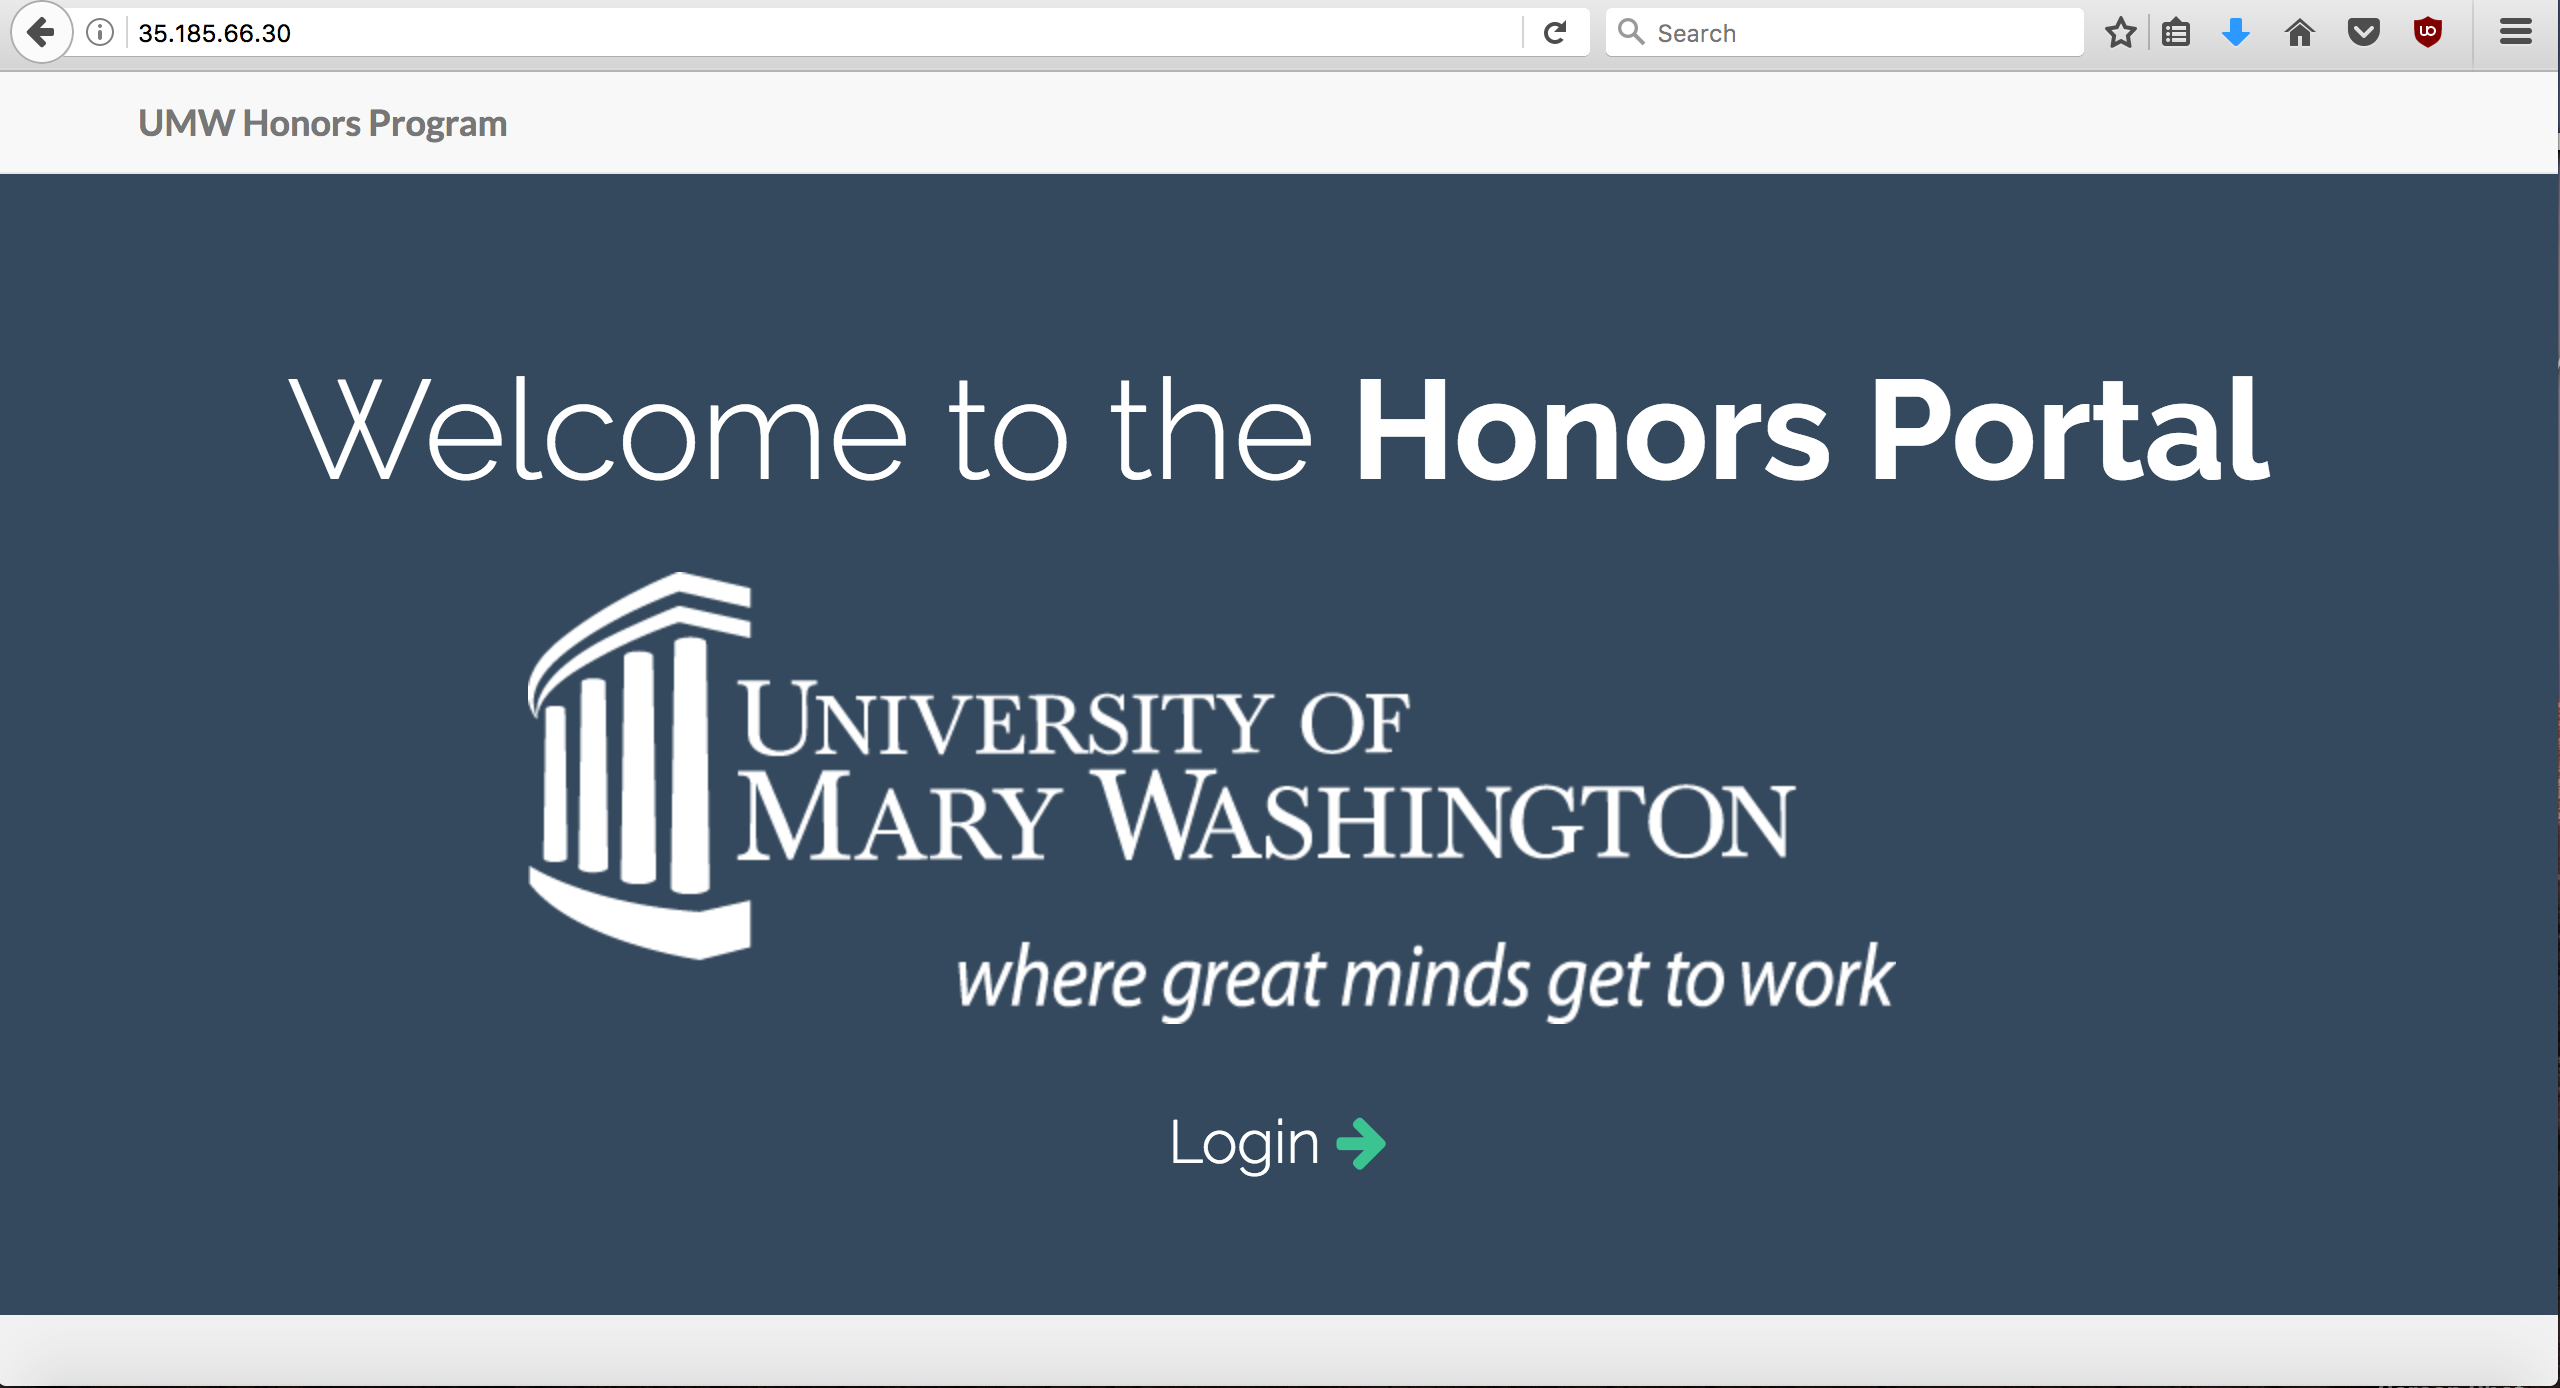 35.185.66.30
Search
UMW Honors Program
Welcome to the Honors Portal
UNIVERSITY OF
MARY WASHINGTON
where great minds get to work
Login